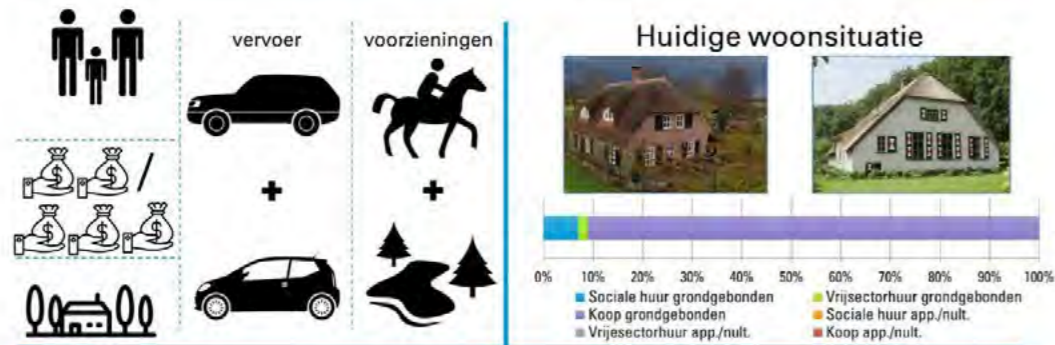 vervoer
voorzieningen
Huidige woonsituatie
0% 10% 20% 30% 40% 50% 60% 70% 80% 90% 100%
Sociale huur grondgebonden
Vrijsectorhuur grondgebonden
Koop grondgebonden
Sociale huur app./nult.
Vrijesectorhuur app./nult.
Koop app./nult.